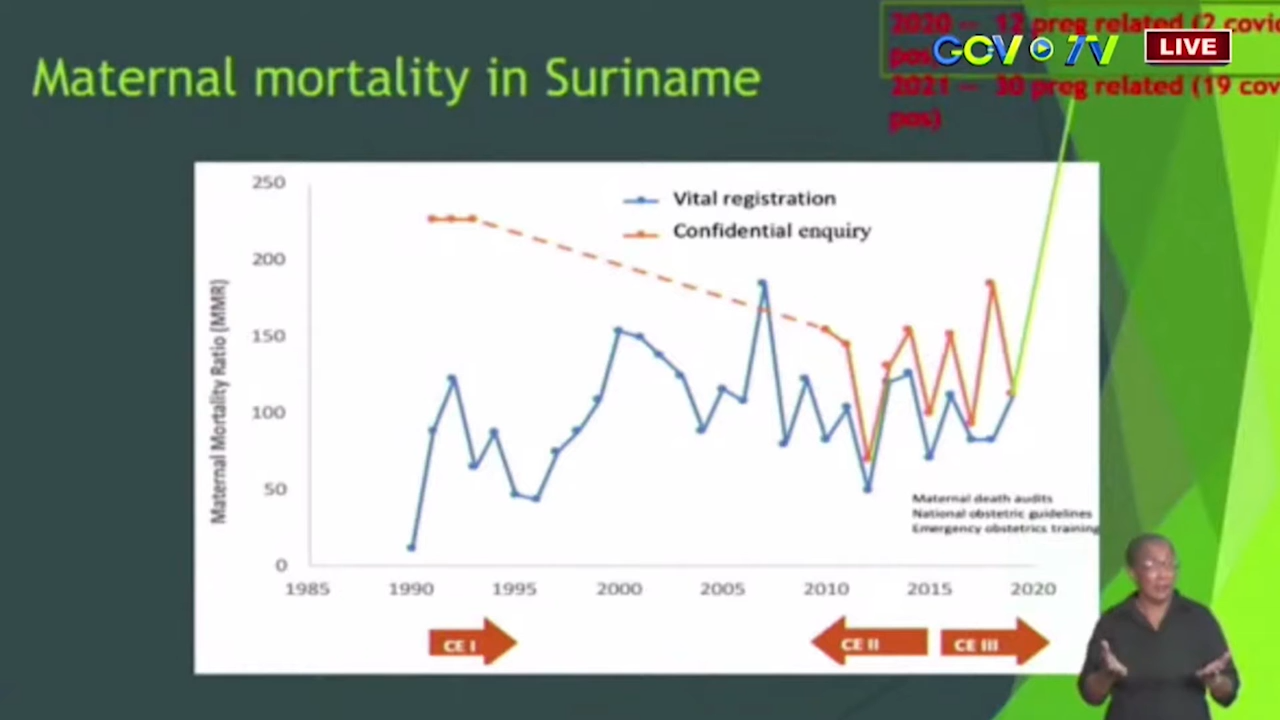 Maternal mortality in Suriname
2020 – 12 preg related (2 covid
pos)
2021 – 30 preg related (19 cov
pos)
GOV TV
LIVE
250
200
150
100
50
0
Maternal Mortality Ratio (MMR)
Vital registration
Confidential enquiry
Maternal death audits
National obstetric guidelines
Emergency obstetrics training
1985 1990 1995 2000 2005 2010 2015 2020
CE I CE II CE III